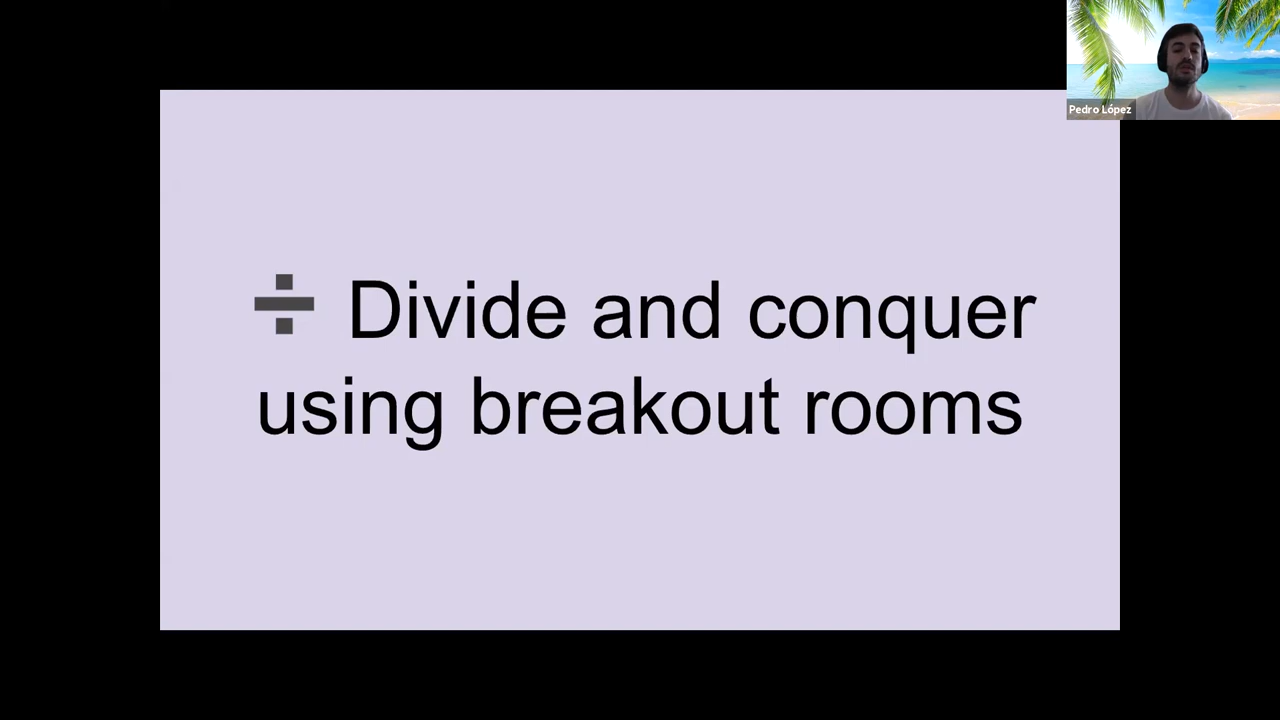 Pedro López
➗ Divide and conquer
using breakout rooms